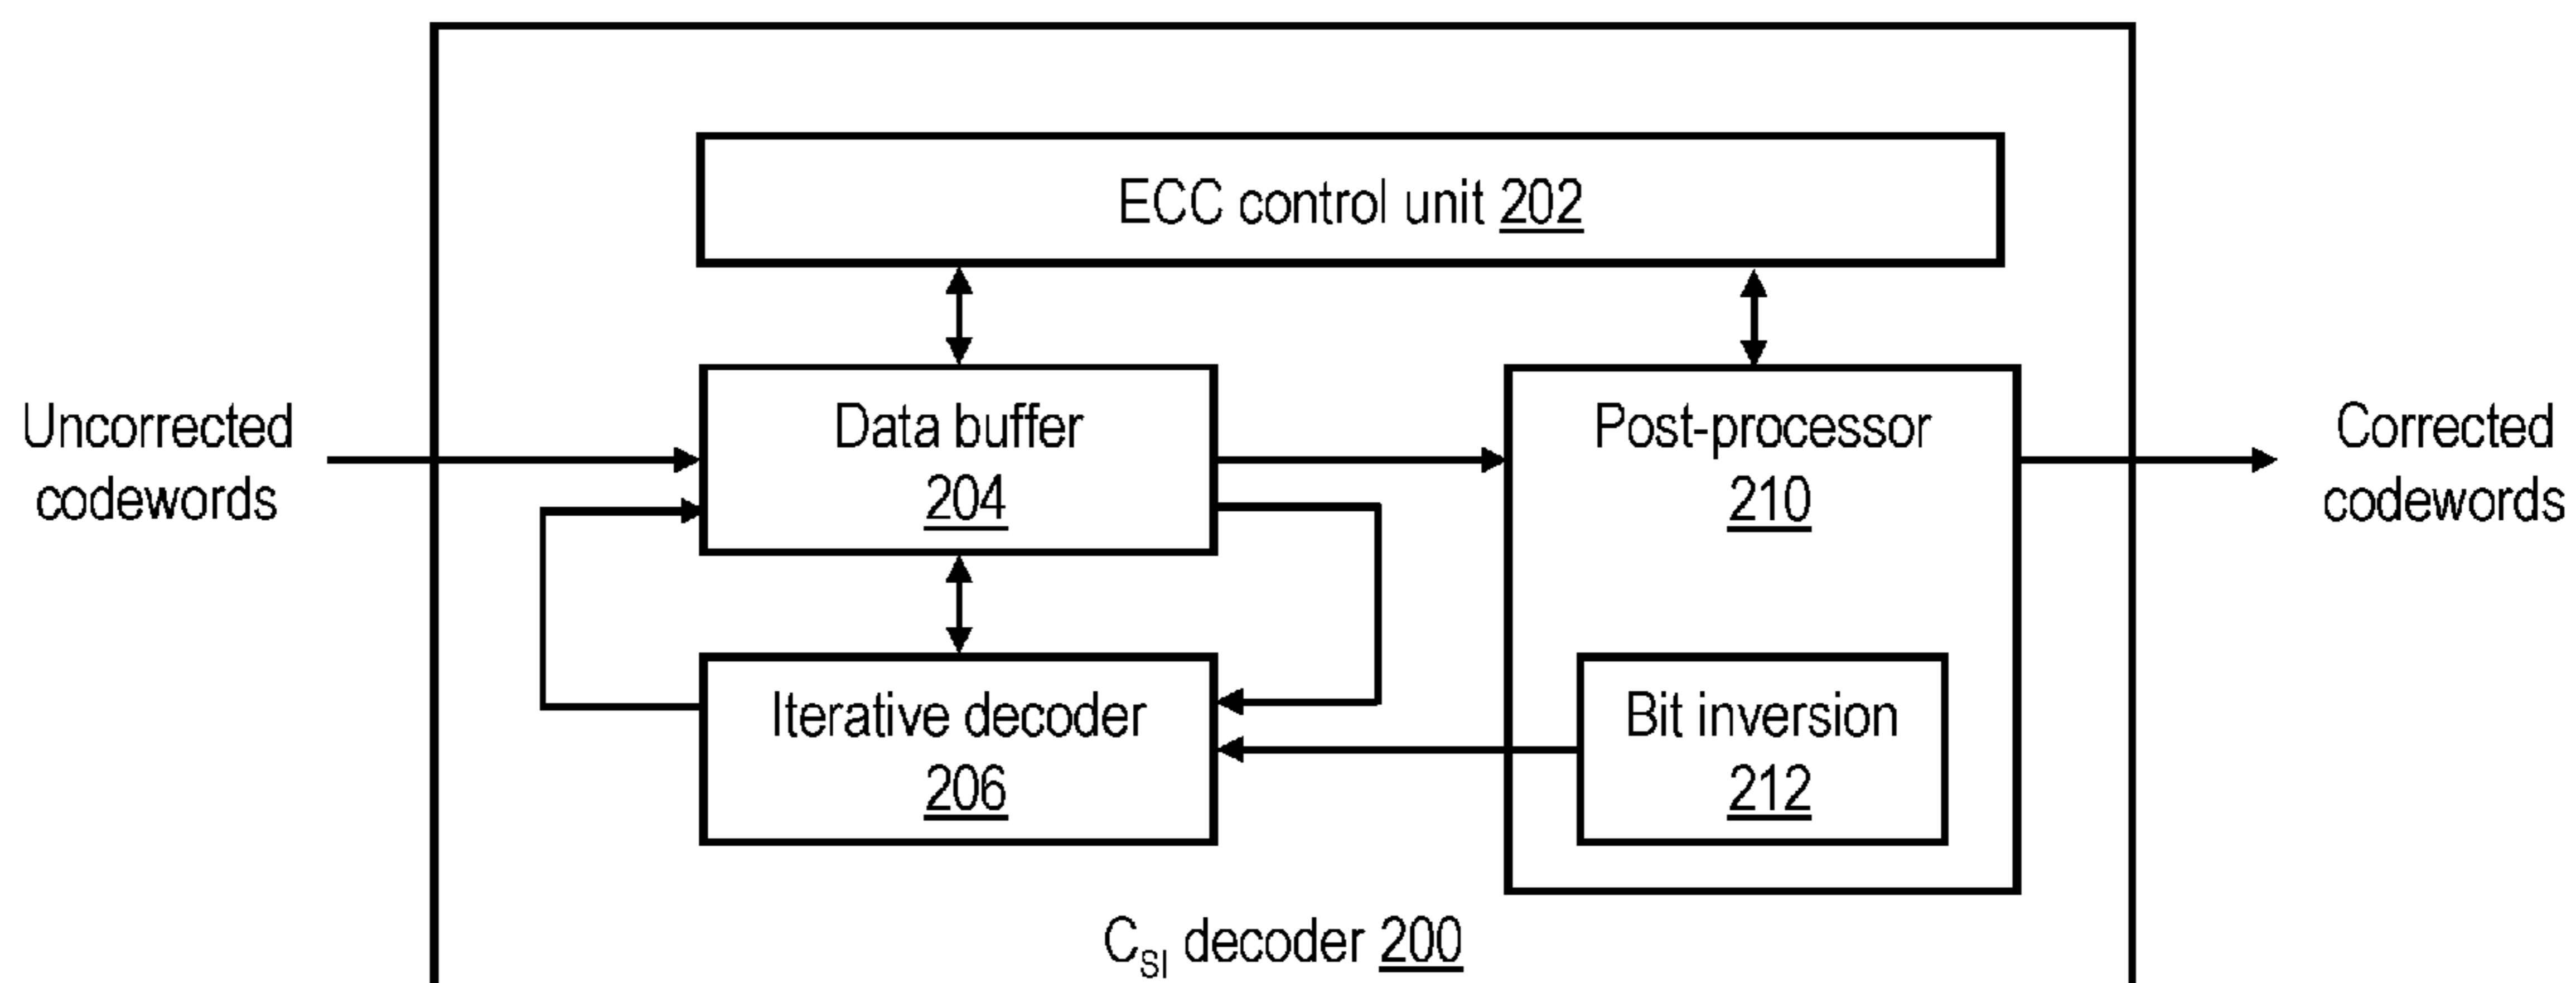 ECC control unit 202
Uncorrected
codewords
Data buffer
204
Post-processor
210
Corrected
codewords
Iterative decoder
206
Bit inversion
212
C_SI decoder 200